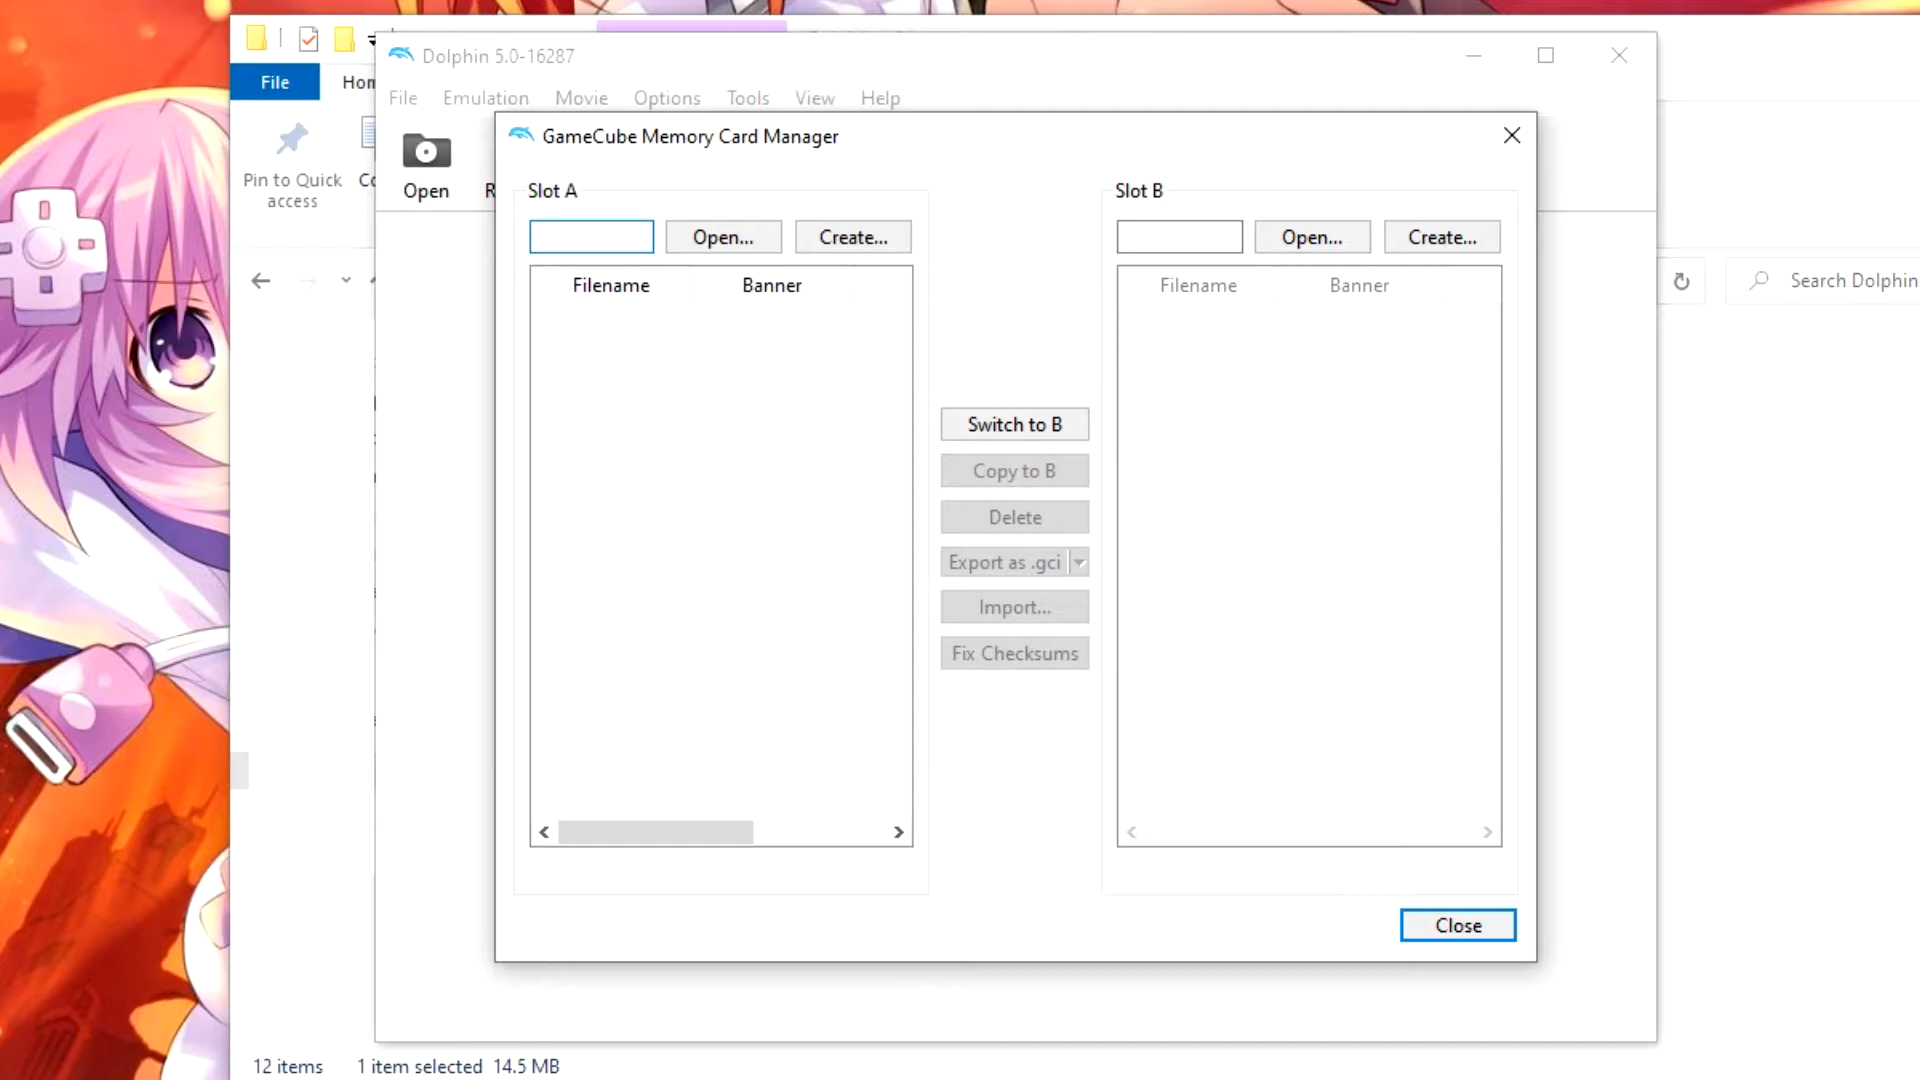 File
Hom
Pin to Quick
access
Co
Dolphin 5.0-16287
File Emulation Movie Options Tools View Help
Open
R
Search Dolphin
GameCube Memory Card Manager
Slot A
Open...
Create...
Filename Banner
Switch to B
Copy to B
Delete
Export as .gci
Import...
Fix Checksums
Slot B
Open...
Create...
Filename Banner
Close
12 items 1 item selected 14.5 MB